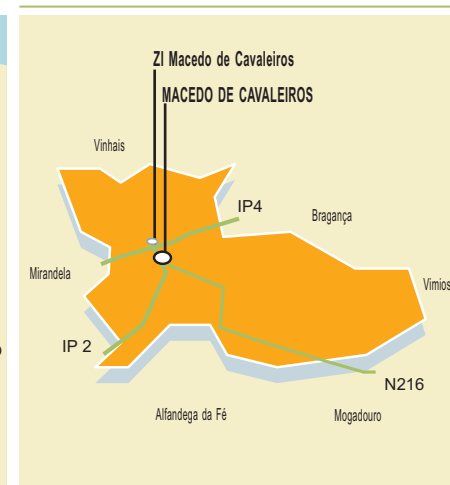 ZI Macedo de Cavaleiros
MACEDO DE CAVALEIROS
Vinhais
IP4
Bragança
Mirandela
Vimios
IP 2
N216
Alfandega da Fé
Mogadouro